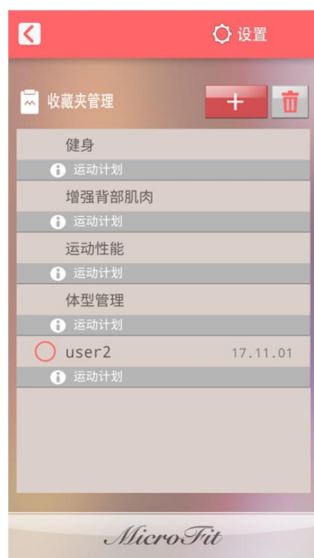 设置
收藏夹管理
健身
运动计划
增强背部肌肉
运动计划
运动性能
运动计划
体型管理
运动计划
user2 17.11.01
运动计划
MicroFit